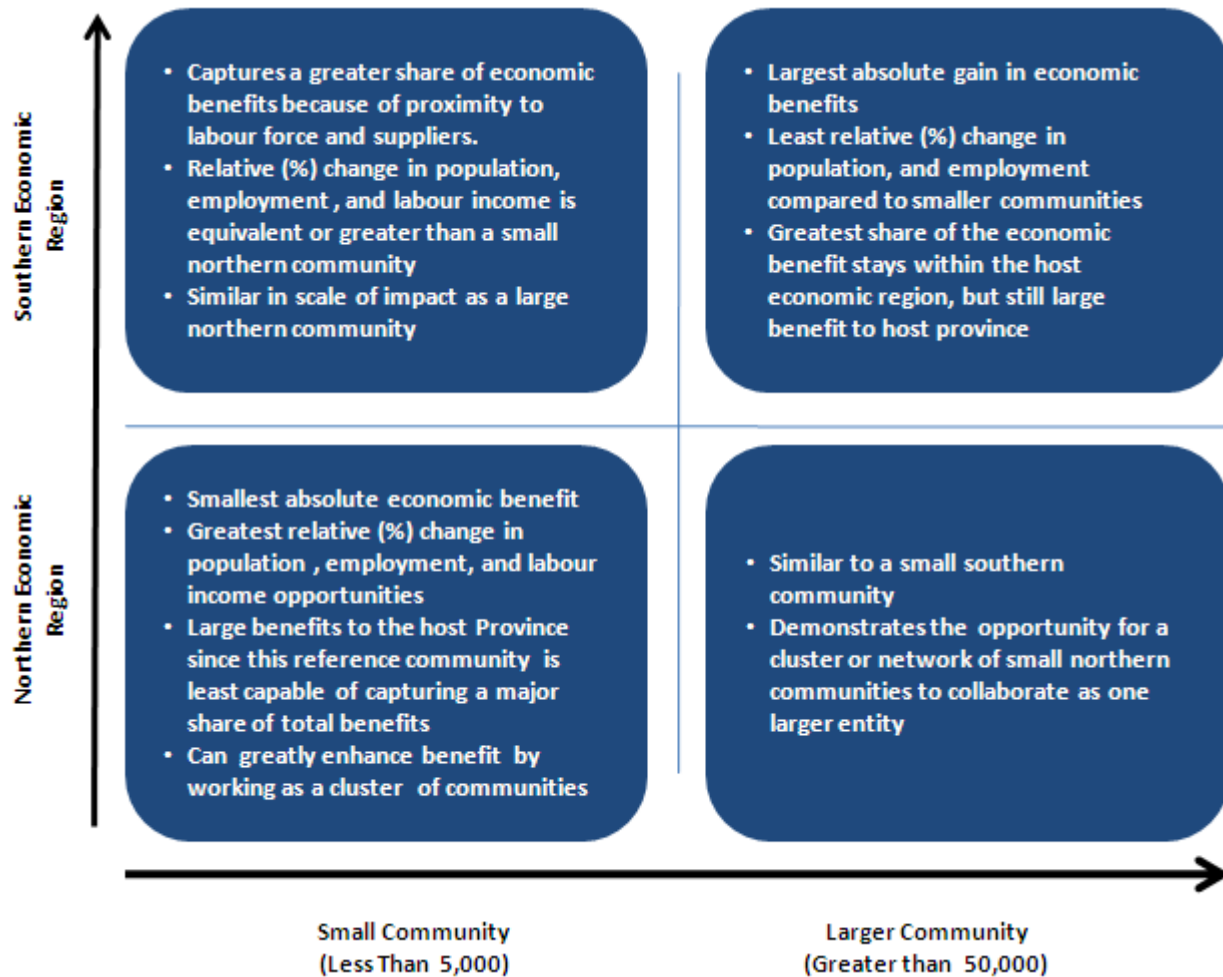 Southern Economic
Region
• Captures a greater share of economic
benefits because of proximity to
labour force and suppliers.
• Relative (%) change in population,
employment , and labour income is
equivalent or greater than a small
northern community
• Similar in scale of impact as a large
northern community
• Largest absolute gain in economic
benefits
• Least relative (%) change in
population, and employment
compared to smaller communities
• Greatest share of the economic
benefit stays within the host
economic region, but still large
benefit to host province
Northern Economic
Region
• Smallest absolute economic benefit
• Greatest relative (%) change in
population , employment, and labour
income opportunities
• Large benefits to the host Province
since this reference community is
least capable of capturing a major
share of total benefits
• Can greatly enhance benefit by
working as a cluster of communities
• Similar to a small southern
community
• Demonstrates the opportunity for a
cluster or network of small northern
communities to collaborate as one
larger entity
Small Community
(Less Than 5,000)
Larger Community
(Greater than 50,000)